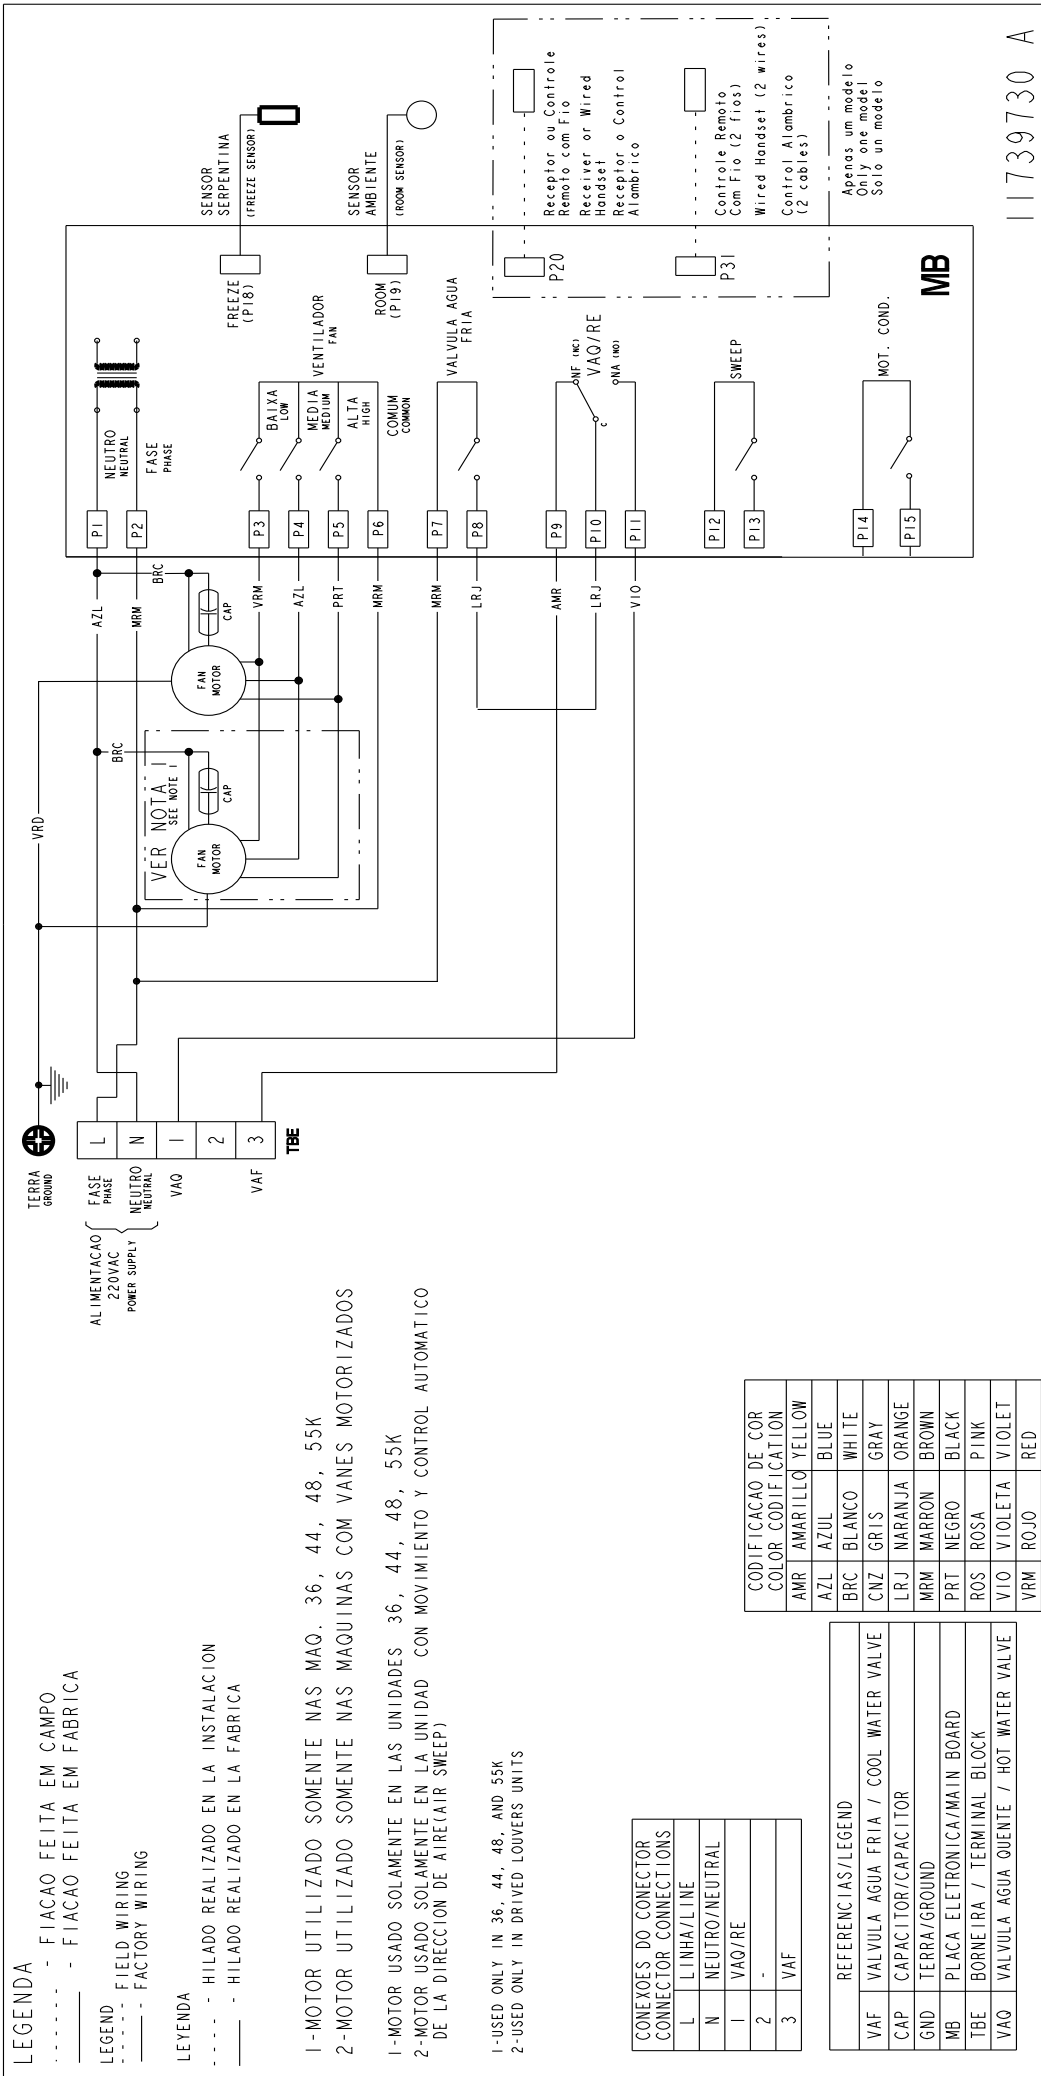 LEGENDA
- - - - - - FIACAO FEITA EM CAMPO
- FIACAO FEITA EM FABRICA
LEGEND
- - - - - FIELD WIRING
- FACTORY WIRING
LEYENDA
- - - - - HILADO REALIZADO EN LA INSTALACION
- HILADO REALIZADO EN LA FABRICA
1-MOTOR UTILIZADO SOMENTE NAS MAQ. 36, 44, 48, 55K
2-MOTOR UTILIZADO SOMENTE NAS MAQUINAS COM VANES MOTORIZADOS
1-MOTOR USADO SOLAMENTE EN LAS UNIDADES 36, 44, 48, 55K
2-MOTOR USADO SOLAMENTE EN LA UNIDAD CON MOVIMIENTO Y CONTROL AUTOMATICO
DE LA DIRECCION DE AIRE(AIR SWEEP)
1-USED ONLY IN 36, 44, 48, AND 55K
2-USED ONLY IN DRIVED LOUVERS UNITS
CONEXOES DO CONECTOR
CONNECTOR CONNECTIONS
L LINHA/LINE
N NEUTRO/NEUTRAL
1 VAQ/RE
2 -
3 VAF
REFERENCIAS/LEGEND
VAF VALVULA AGUA FRIA / COOL WATER VALVE
CAP CAPACITOR/CAPACITOR
GND TERRA/GROUND
MB PLACA ELETRONICA/MAIN BOARD
TBE BORNEIRA / TERMINAL BLOCK
VAQ VALVULA AGUA QUENTE / HOT WATER VALVE
CODIFICACAO DE COR
COLOR CODIFICATION
AMR AMARILLO YELLOW
AZL AZUL BLUE
BRC BLANCO WHITE
CNZ GRIS GRAY
LRJ NARANJA ORANGE
MRM MARRON BROWN
PRT NEGRO BLACK
ROS ROSA PINK
VIO VIOLETA VIOLET
VRM ROJO RED
TERRA
GROUND
ALIMENTACAO
220VAC
POWER SUPPLY
FASE
PHASE
NEUTRO
NEUTRAL
VAQ
VAF
L
N
1
2
3
TBE
VRD
BRC
VER NOTA 1
SEE NOTE 1
CAP
FAN
MOTOR
AZL
MRM
BRC
CAP
FAN
MOTOR
VRM
AZL
PRT
MRM
MRM
LRJ
AMR
LRJ
VIO
P1
P2
P3
P4
P5
P6
P7
P8
P9
P10
P11
P12
P13
P14
P15
NEUTRO
NEUTRAL
FASE
PHASE
BAIXA
LOW
MEDIA
MEDIUM
ALTA
HIGH
COMUM
COMMON
VENTILADOR
FAN
VALVULA AGUA
FRIA
NF (NC)
VAQ/RE
NA (NO)
C
SWEEP
MOT. COND.
FREEZE
(P18)
ROOM
(P19)
P20
P31
MB
SENSOR
SERPENTINA
(FREEZE SENSOR)
SENSOR
AMBIENTE
(ROOM SENSOR)
Receptor ou Controle
Remoto com Fio
Receiver or Wired
Handset
Receptor o Control
Alambrico
Controle Remoto
Com Fio (2 fios)
Wired Handset (2 wires)
Control Alambrico
(2 cables)
Apenas um modelo
Only one model
Solo un modelo
11739730 A